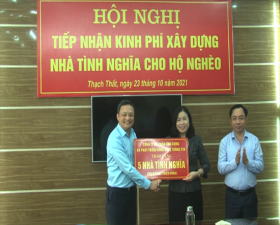 HỘI NGHỊ
TIẾP NHẬN KINH PHÍ XÂY DỰNG
NHÀ TÌNH NGHĨA CHO HỘ NGHÈO
Thạch Thất, ngày 23 tháng 10 năm 2021
5 NHÀ TÌNH NGHĨA